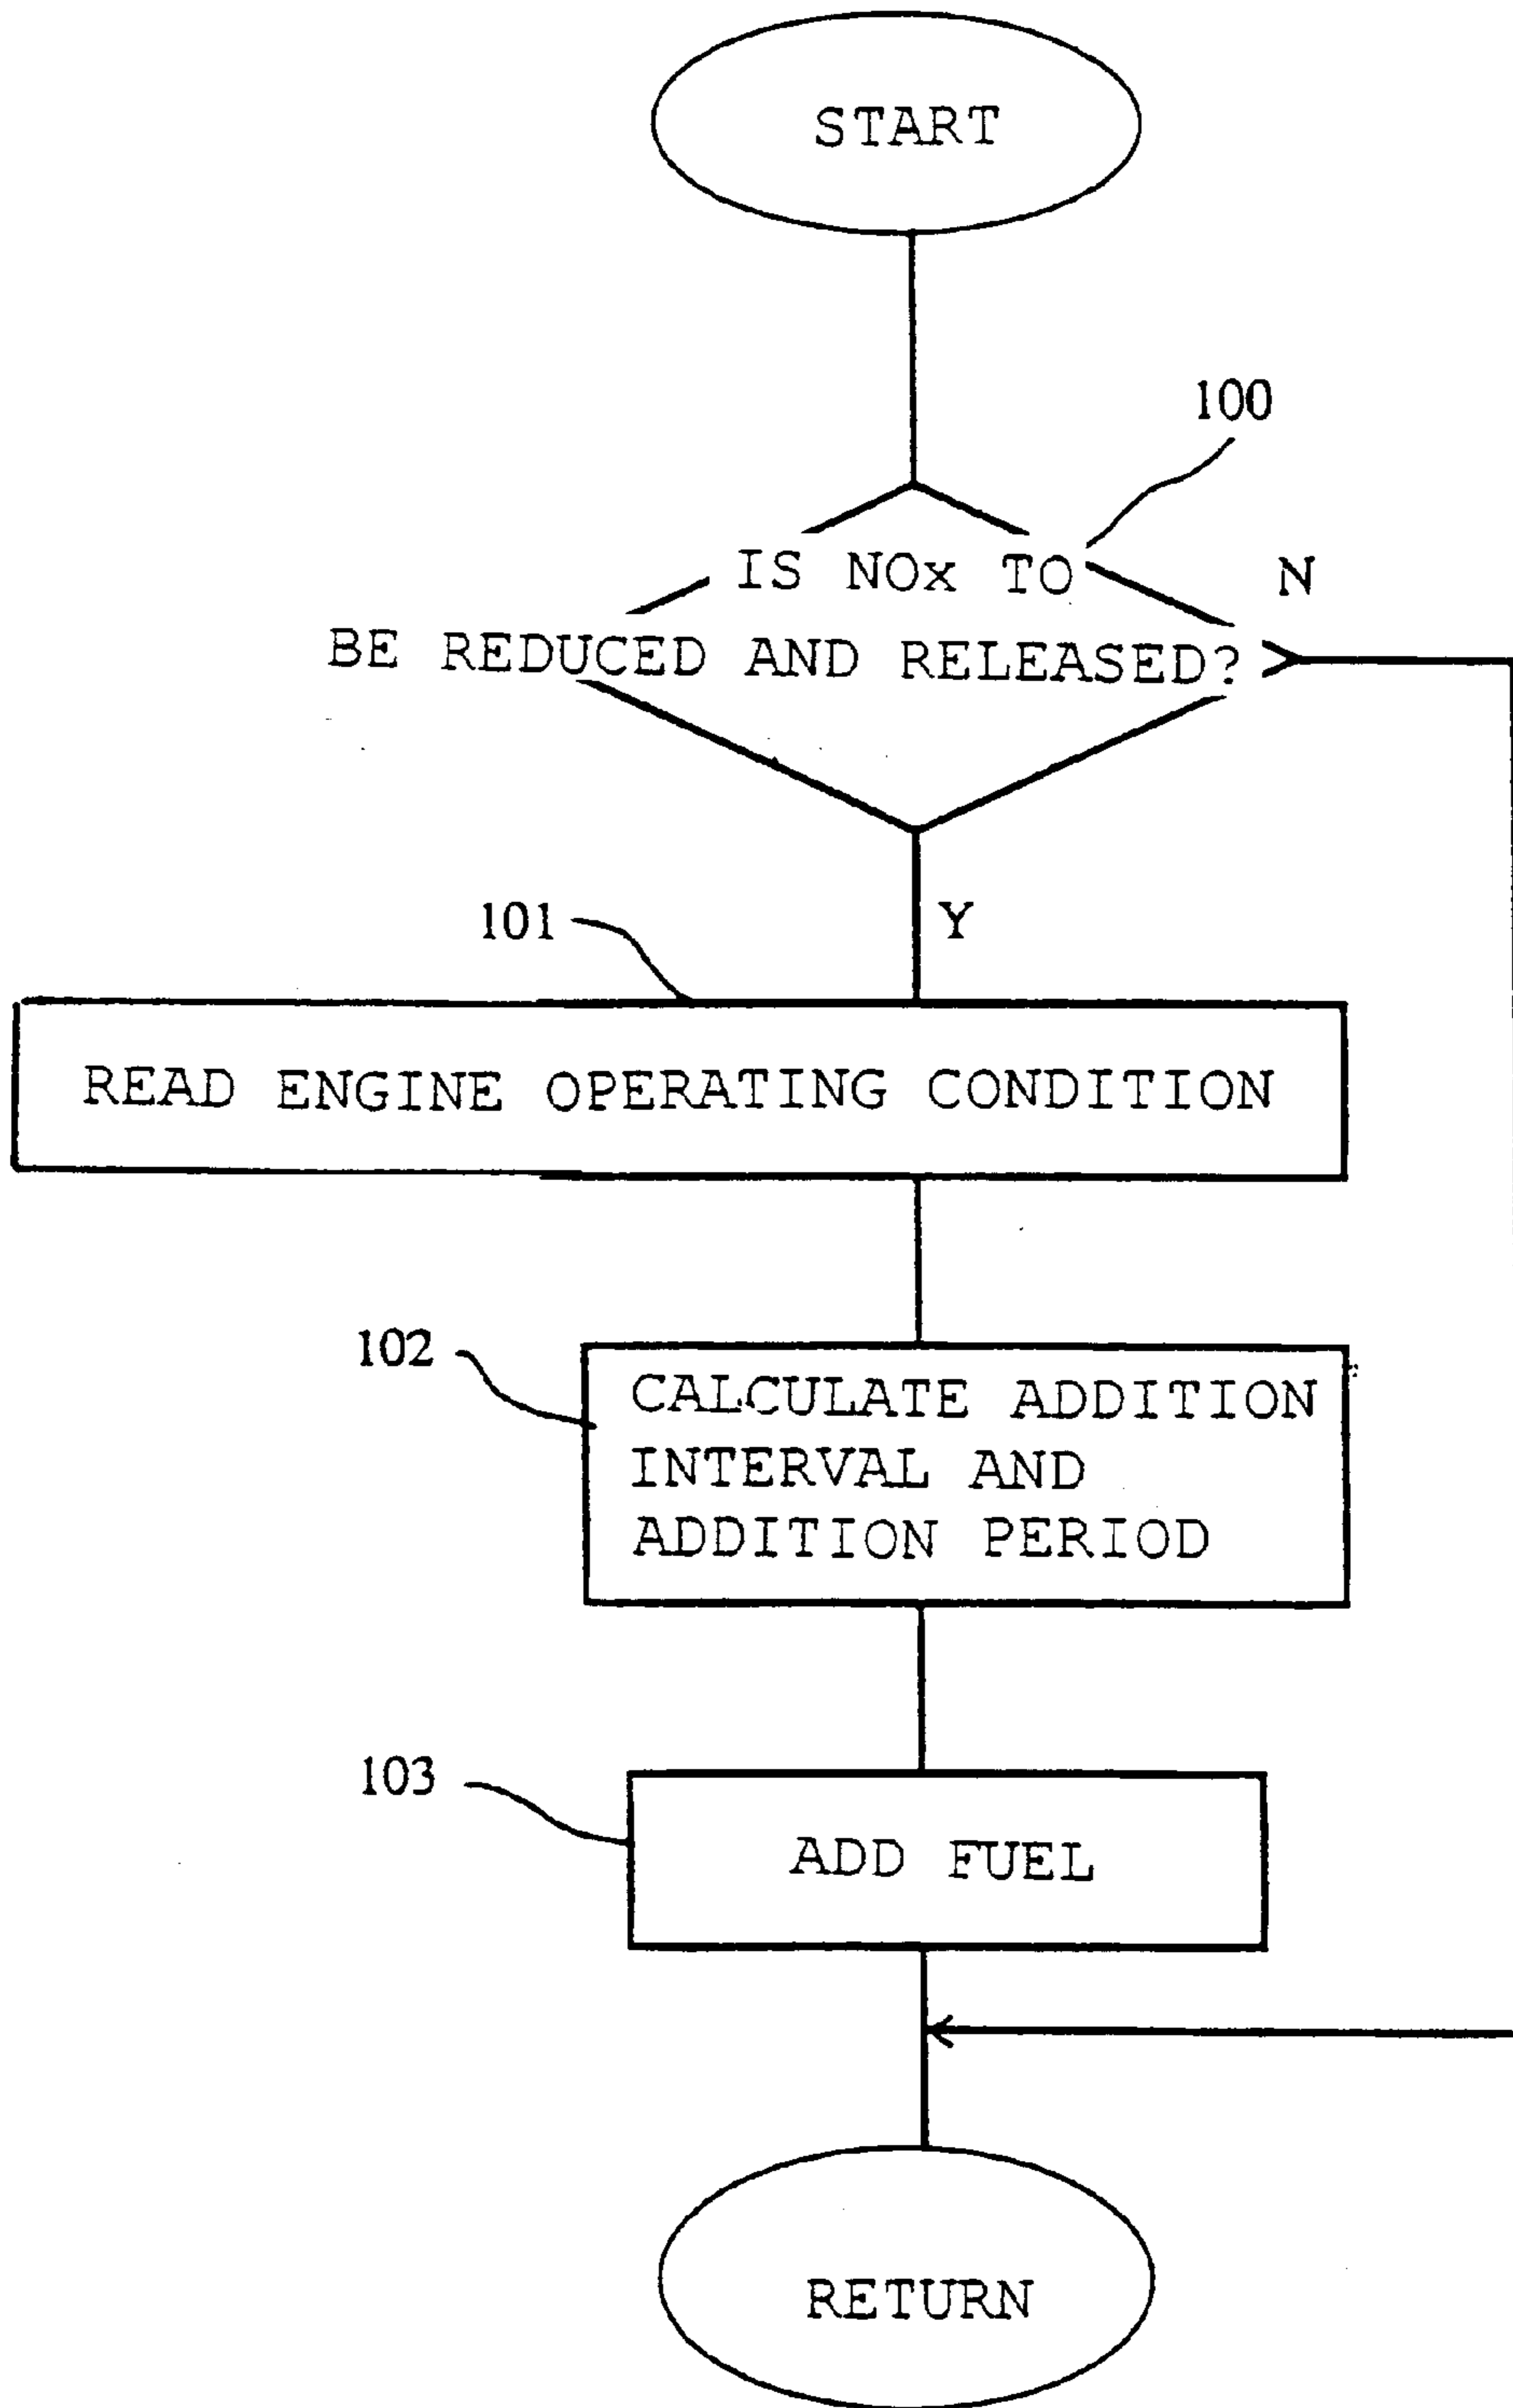 START
100
IS NOx TO
BE REDUCED AND RELEASED?
N
Y
101
READ ENGINE OPERATING CONDITION
102
CALCULATE ADDITION
INTERVAL AND
ADDITION PERIOD
103
ADD FUEL
RETURN